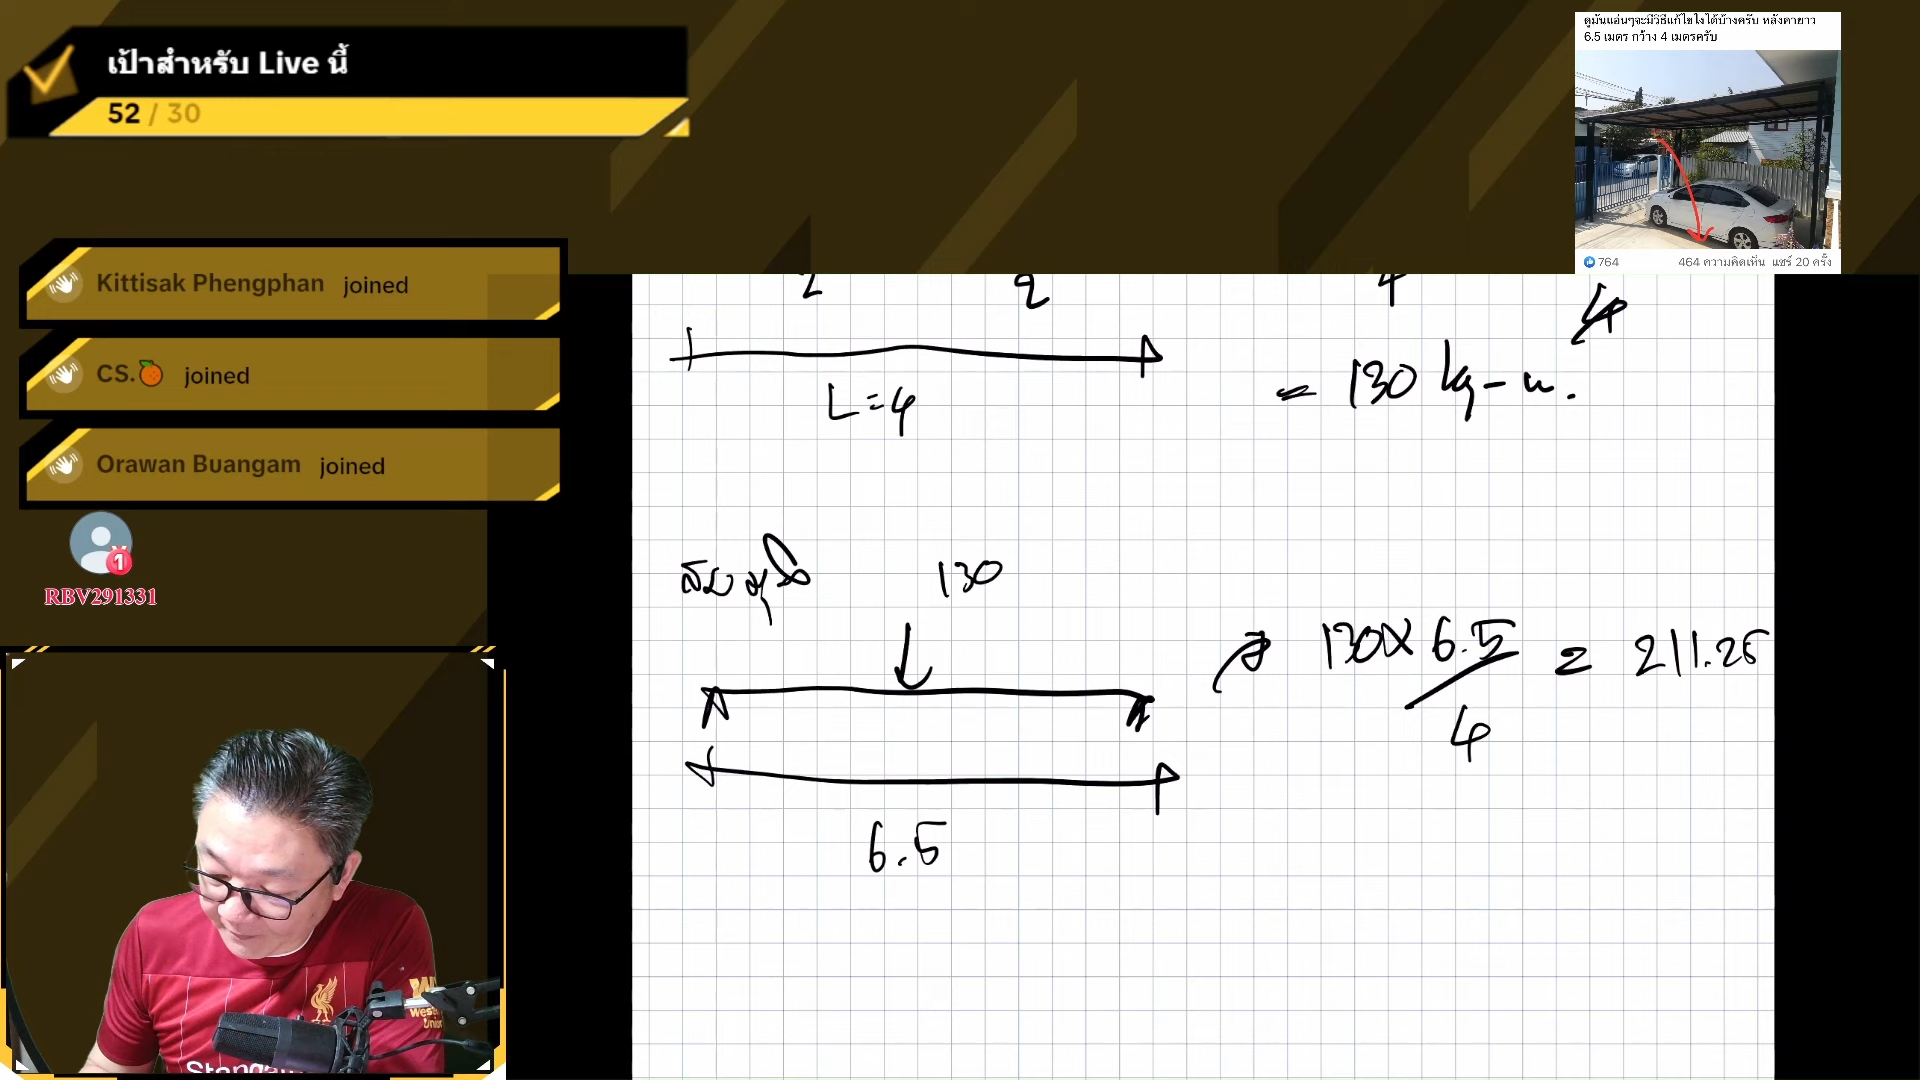 เป้าสำหรับ Live นี้
52 / 30
ดูมันแอ่นๆจะมีวิธีแก้ไขไงได้บ้างครับ หลังคายาว
6.5 เมตร กว้าง 4 เมตรครับ
764
464 ความคิดเห็น แชร์ 20 ครั้ง
Kittisak Phengphan joined
CS. joined
Orawan Buangam joined
1
RBV291331
2 2 4 4
L=4
= 130 kg-m.
130
130 x 6.5 = 211.25
4
6.5
Western
Union